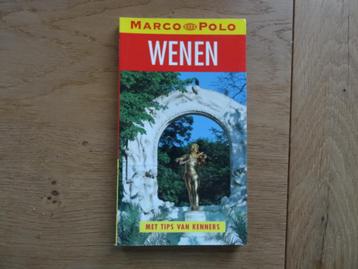 MARCO POLO
WENEN
MET TIPS VAN KENNERS